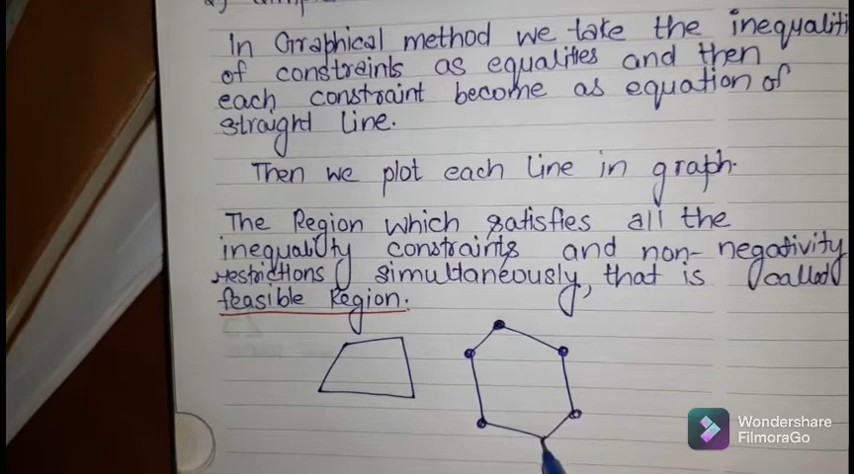 In Graphical method we take the inequaliti
of constraints as equalities and then
each constraint become as equation of
straight line.
Then we plot each line in graph.
The Region which satisfies all the
inequality constraints and non-negativity
restrictions simultaneously, that is called
feasible Region.
Wondershare
FilmoraGo